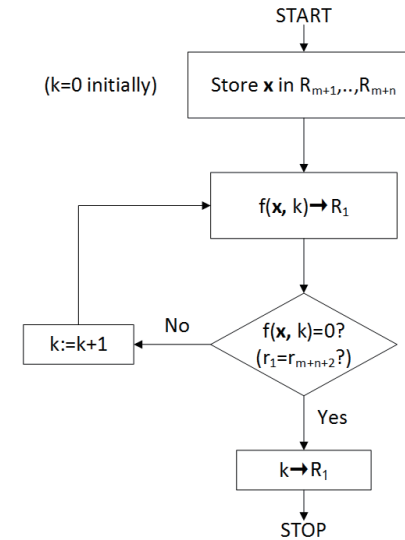 START
(k=0 initially)
Store x in Rₘ₊₁,..,Rₘ₊ₙ
f(x, k)→R₁
No
f(x, k)=0?
k:=k+1
(r₁=rₘ₊ₙ₊₂?)
Yes
k→R₁
STOP